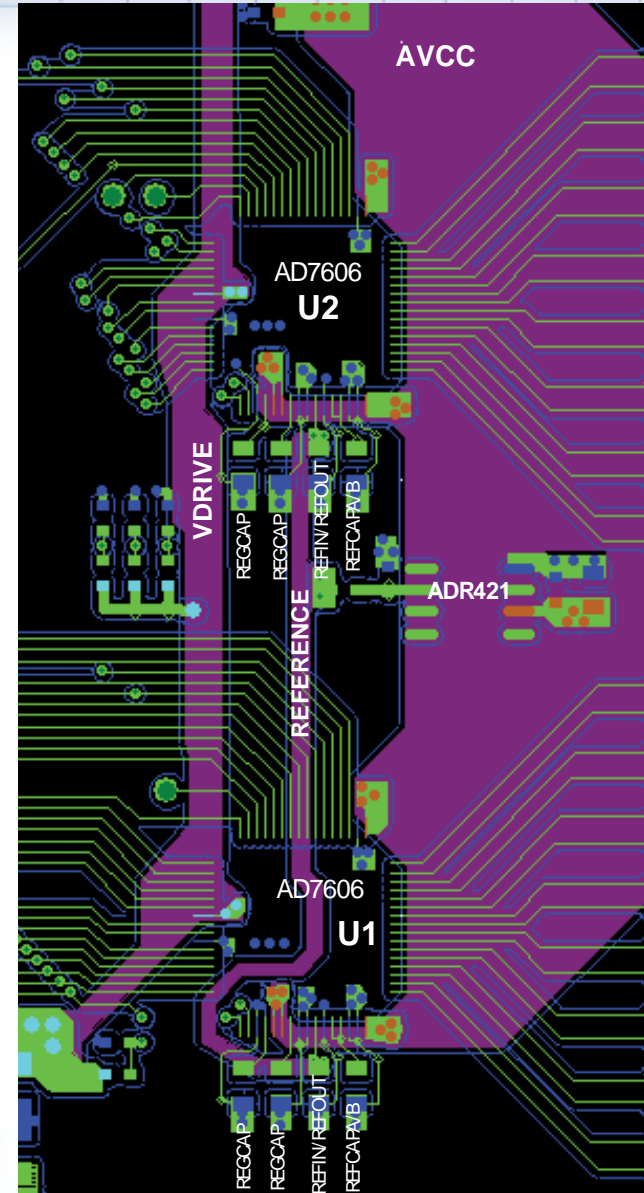 AVCC
AD7606
U2
VDRIVE
REGCAP
REGCAP
REFIN/REFOUT
REFCAPA/B
ADR421
REFERENCE
AD7606
U1
REGCAP
REGCAP
REFIN/REFOUT
REFCAPA/B